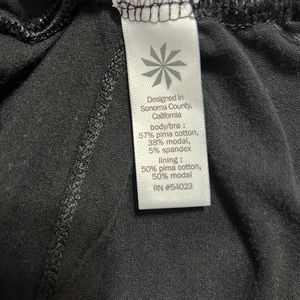 Designed in
Sonoma County,
California
body/bra :
57% pima cotton,
38% modal,
5% spandex
lining :
50% pima cotton,
50% modal
RN #54023